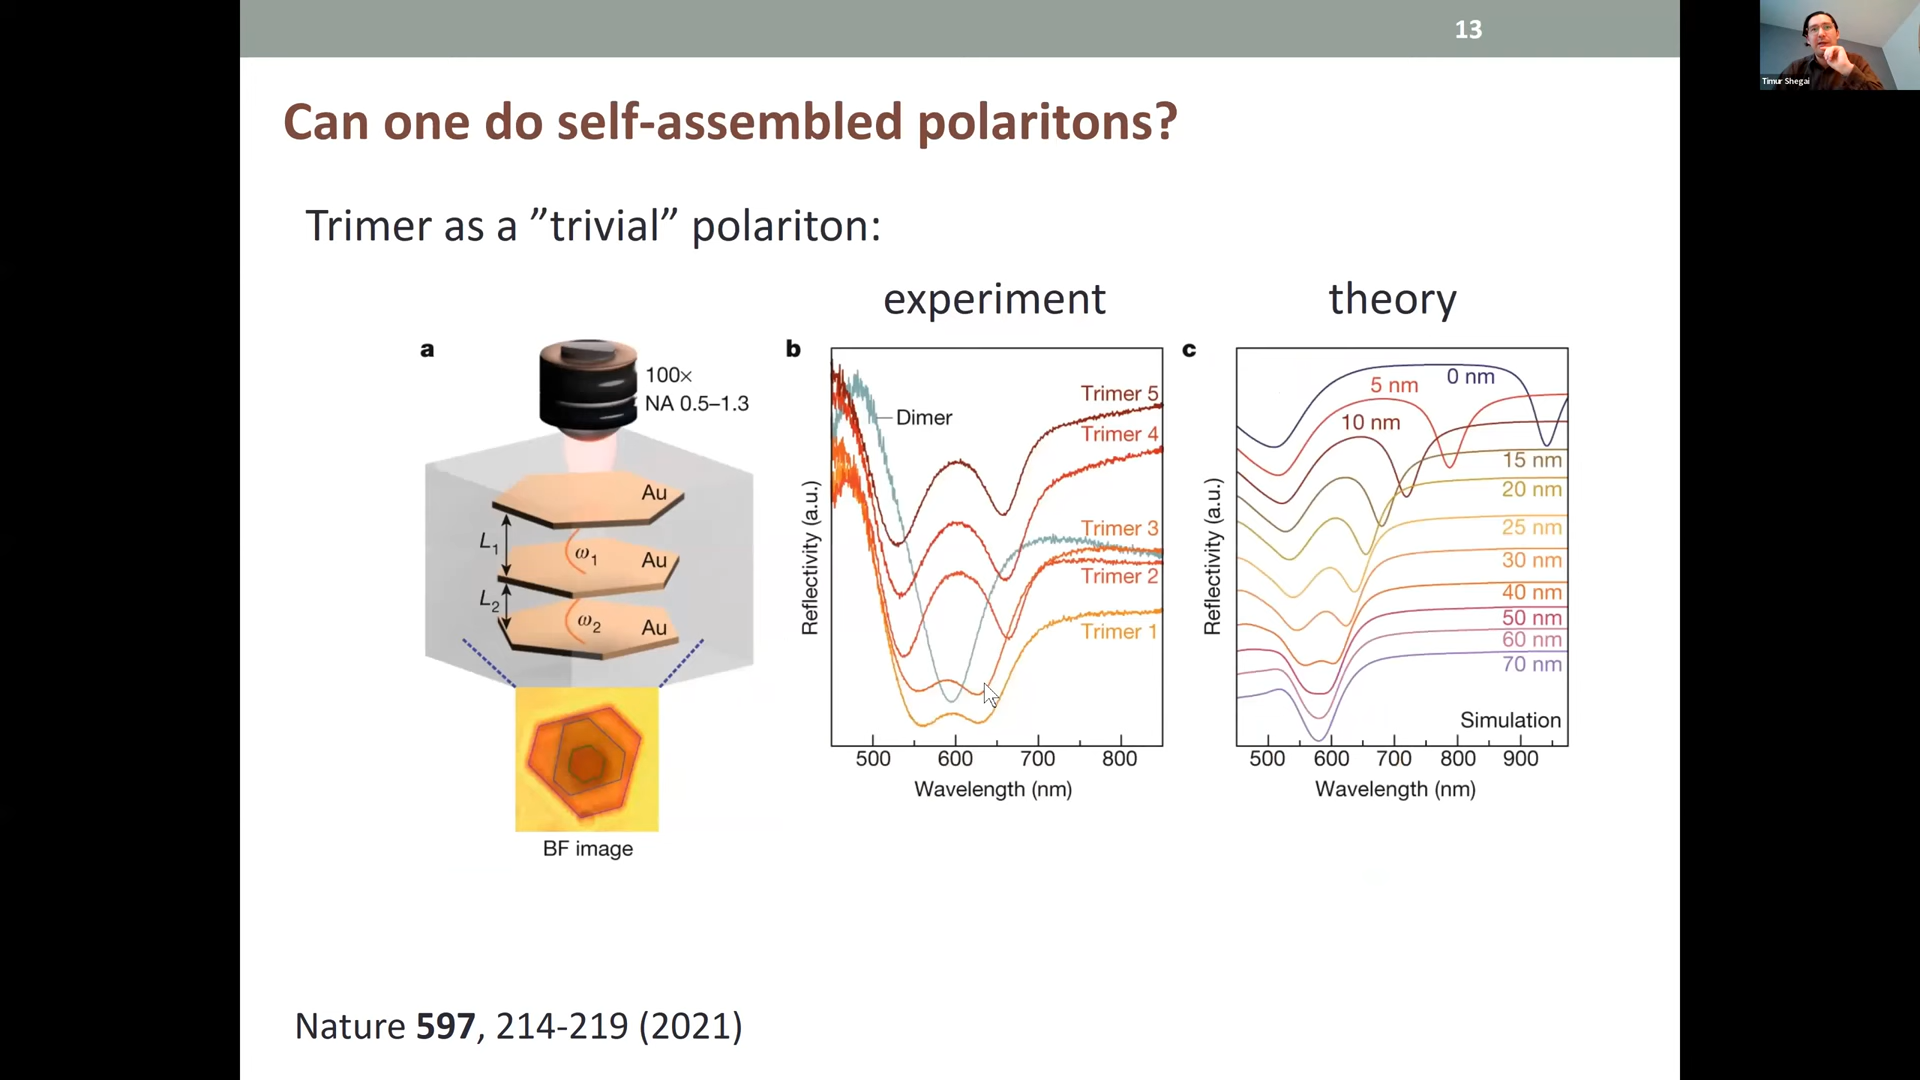 13
Timur Shegai
Can one do self-assembled polaritons?
Trimer as a ”trivial” polariton:
experiment
theory
a
100×
NA 0.5–1.3
Au
L1
ω1
Au
L2
ω2
Au
BF image
b
Reflectivity (a.u.)
Dimer
Trimer 5
Trimer 4
Trimer 3
Trimer 2
Trimer 1
500 600 700 800
Wavelength (nm)
c
Reflectivity (a.u.)
0 nm
5 nm
10 nm
15 nm
20 nm
25 nm
30 nm
40 nm
50 nm
60 nm
70 nm
Simulation
500 600 700 800 900
Wavelength (nm)
Nature 597, 214-219 (2021)